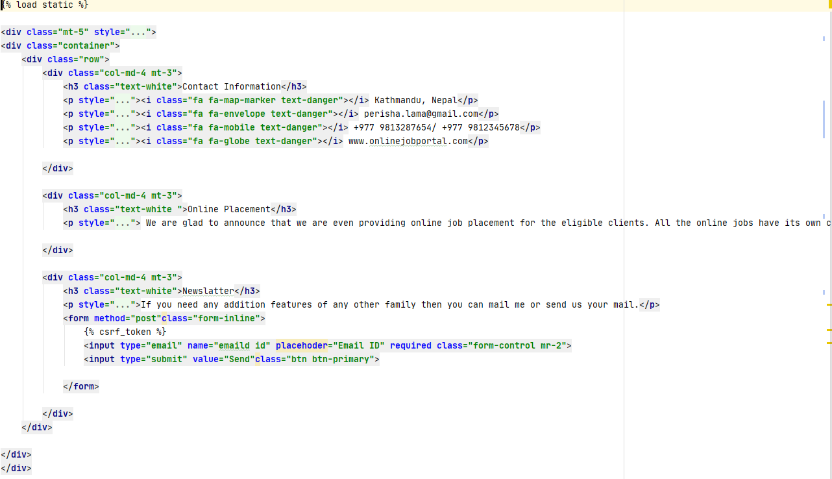 {% load static %}
<div class="mt-5" style="...">
<div class="container">
<div class="row">
<div class="col-md-4 mt-3">
<h3 class="text-white">Contact Information</h3>
<p style="..."><i class="fa fa-map-marker text-danger"></i> Kathmandu, Nepal</p>
<p style="..."><i class="fa fa-envelope text-danger"></i> perisha.lama@gmail.com</p>
<p style="..."><i class="fa fa-mobile text-danger"></i> +977 9813287654/ +977 9812345678</p>
<p style="..."><i class="fa fa-globe text-danger"></i> www.onlinejobportal.com</p>
</div>
<div class="col-md-4 mt-3">
<h3 class="text-white ">Online Placement</h3>
<p style="..."> We are glad to announce that we are even providing online job placement for the eligible clients. All the online jobs have its own c
</div>
<div class="col-md-4 mt-3">
<h3 class="text-white">Newslatter</h3>
<p style="...">If you need any addition features of any other family then you can mail me or send us your mail.</p>
<form method="post"class="form-inline">
{% csrf_token %}
<input type="email" name="emaild id" placehoder="Email ID" required class="form-control mr-2">
<input type="submit" value="Send"class="btn btn-primary">
</form>
</div>
</div>
</div>
</div>